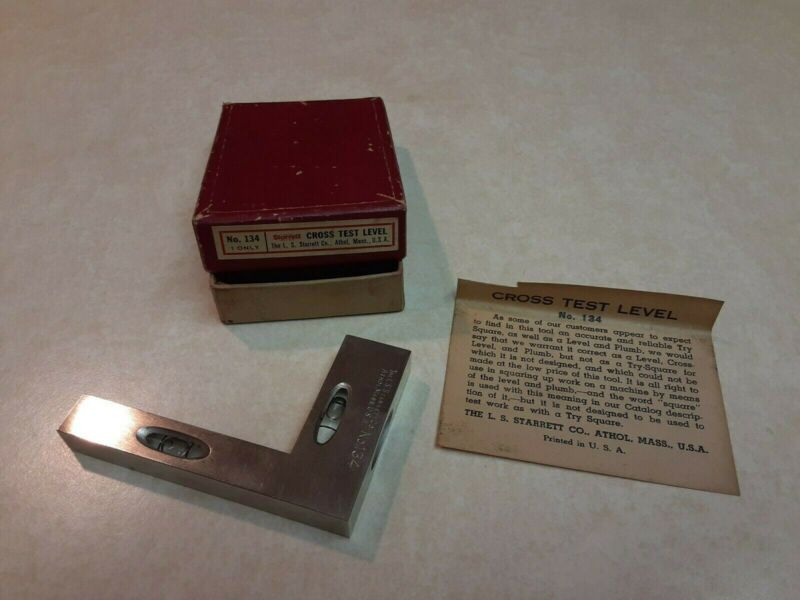 No. 134
1 ONLY
Starrett CROSS TEST LEVEL
The L. S. Starrett Co., Athol, Mass., U.S.A.
CROSS TEST LEVEL
No. 134
As some of our customers appear to expect
to find in this tool an accurate and reliable Try
Square, as well as a Level and Plumb, we would
say that we warrant it correct as a Level, Cross-
Level, and Plumb, but not as a Try-Square for
which it is not designed, and which could not be
made at the low price of this tool. It is all right to
use in squaring up work on a machine by means
of the level and plumb,—and the word "square"
is used with this meaning in our Catalog descrip-
tion of it,—but it is not designed to be used to
test work as with a Try Square.
THE L. S. STARRETT CO., ATHOL, MASS., U.S.A.
Printed in U. S. A.
The L.S. Starrett Co.
Athol, Mass. U.S.A.
No. 134